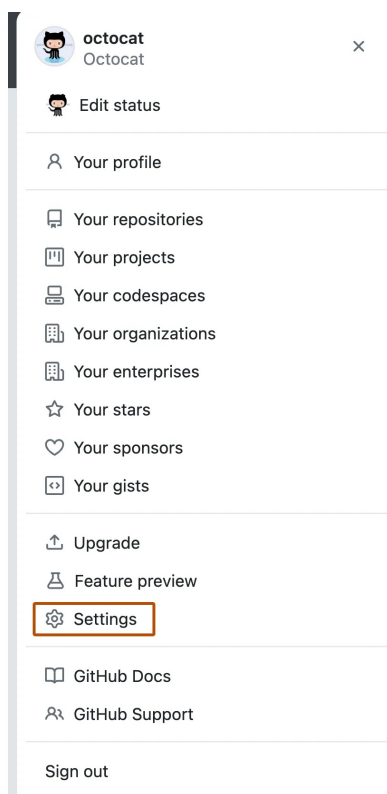 octocat
Octocat
Edit status
Your profile
Your repositories
Your projects
Your codespaces
Your organizations
Your enterprises
Your stars
Your sponsors
Your gists
Upgrade
Feature preview
Settings
GitHub Docs
GitHub Support
Sign out